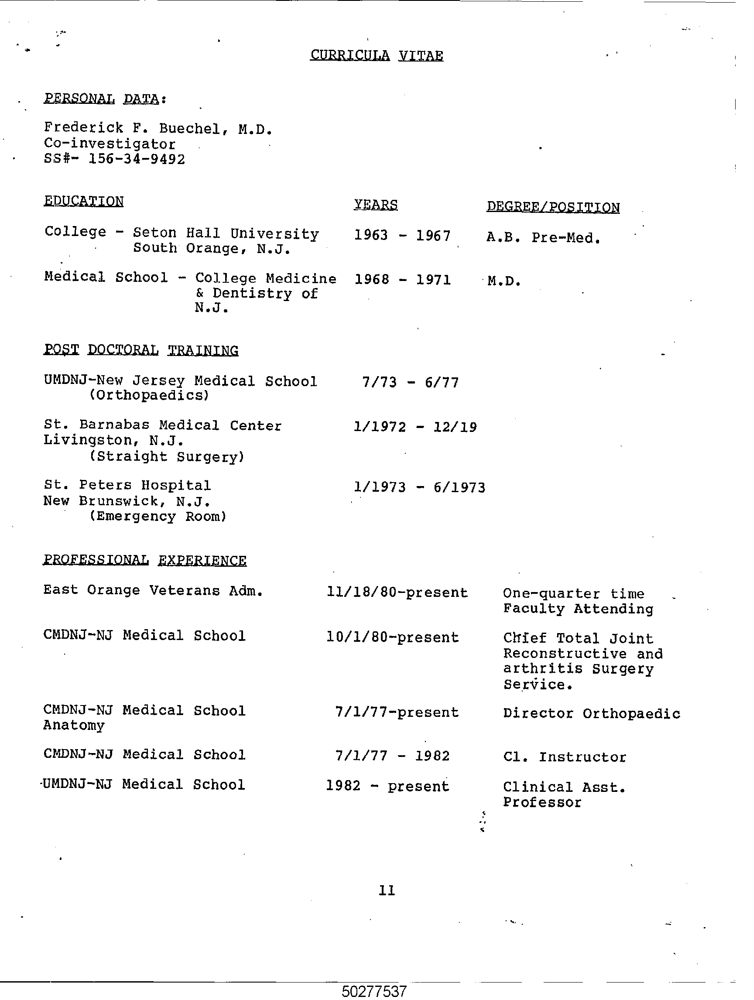 CURRICULA VITAE
PERSONAL DATA:
Frederick F. Buechel, M.D.
Co-investigator
SS#- 156-34-9492
EDUCATION YEARS DEGREE/POSITION
College - Seton Hall University 1963 - 1967 A.B. Pre-Med.
South Orange, N.J.
Medical School - College Medicine 1968 - 1971 M.D.
& Dentistry of
N.J.
POST DOCTORAL TRAINING
UMDNJ-New Jersey Medical School 7/73 - 6/77
(Orthopaedics)
St. Barnabas Medical Center 1/1972 - 12/19
Livingston, N.J.
(Straight Surgery)
St. Peters Hospital 1/1973 - 6/1973
New Brunswick, N.J.
(Emergency Room)
PROFESSIONAL EXPERIENCE
East Orange Veterans Adm. 11/18/80-present One-quarter time
Faculty Attending
CMDNJ-NJ Medical School 10/1/80-present Chief Total Joint
Reconstructive and
arthritis Surgery
Service.
CMDNJ-NJ Medical School 7/1/77-present Director Orthopaedic
Anatomy
CMDNJ-NJ Medical School 7/1/77 - 1982 Cl. Instructor
UMDNJ-NJ Medical School 1982 - present Clinical Asst.
Professor
11
50277537